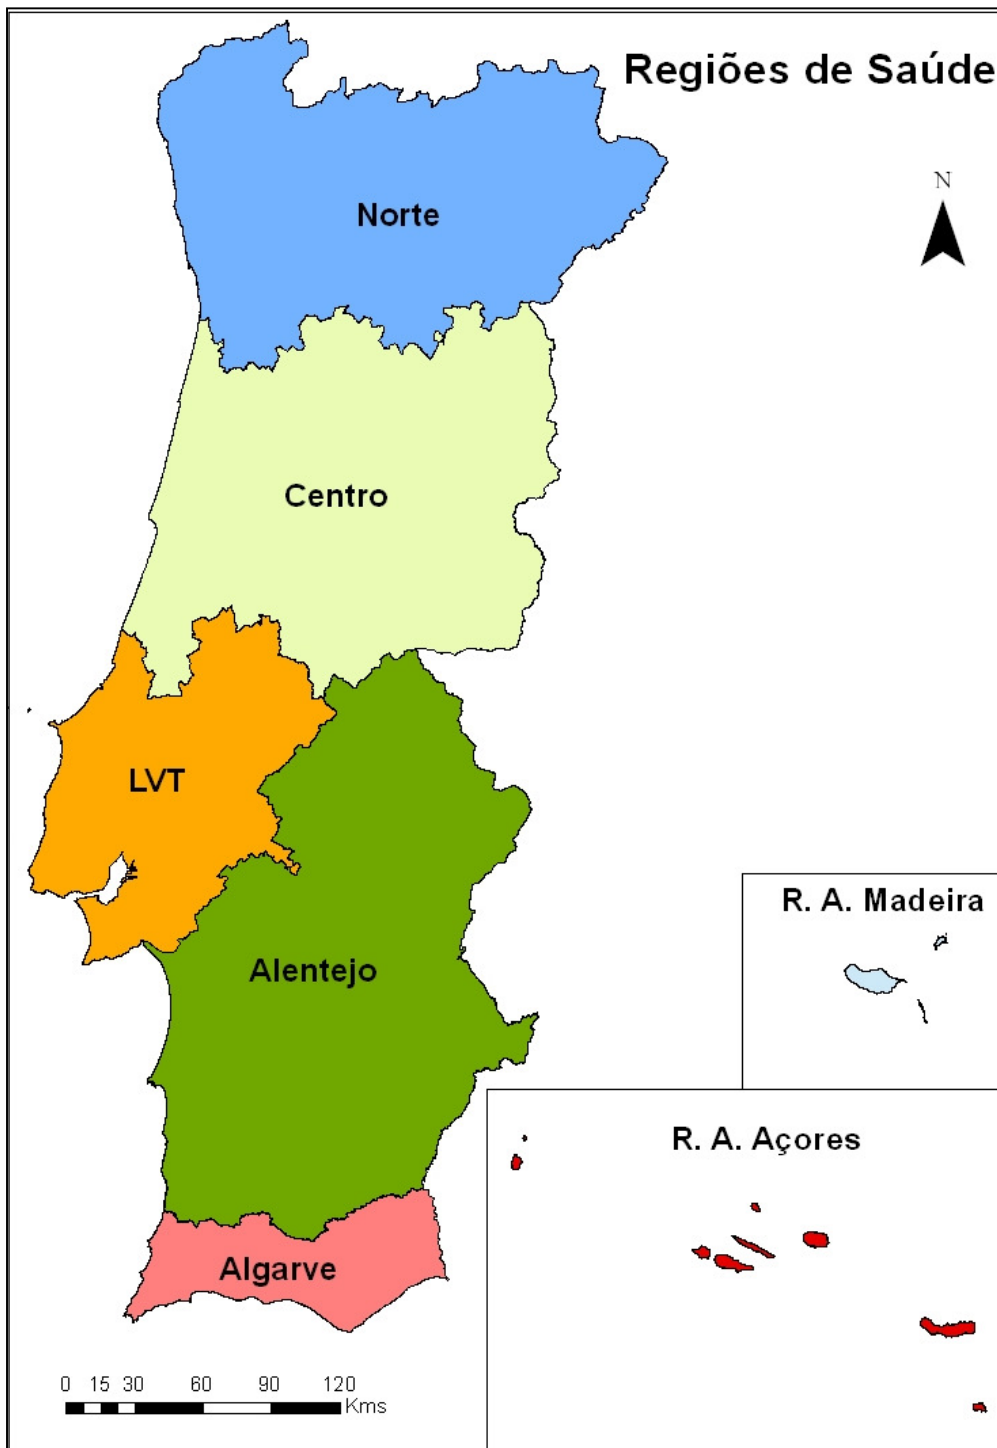 Regiões de Saúde
N
Norte
Centro
LVT
R. A. Madeira
Alentejo
R. A. Açores
Algarve
0 15 30 60 90 120
Kms